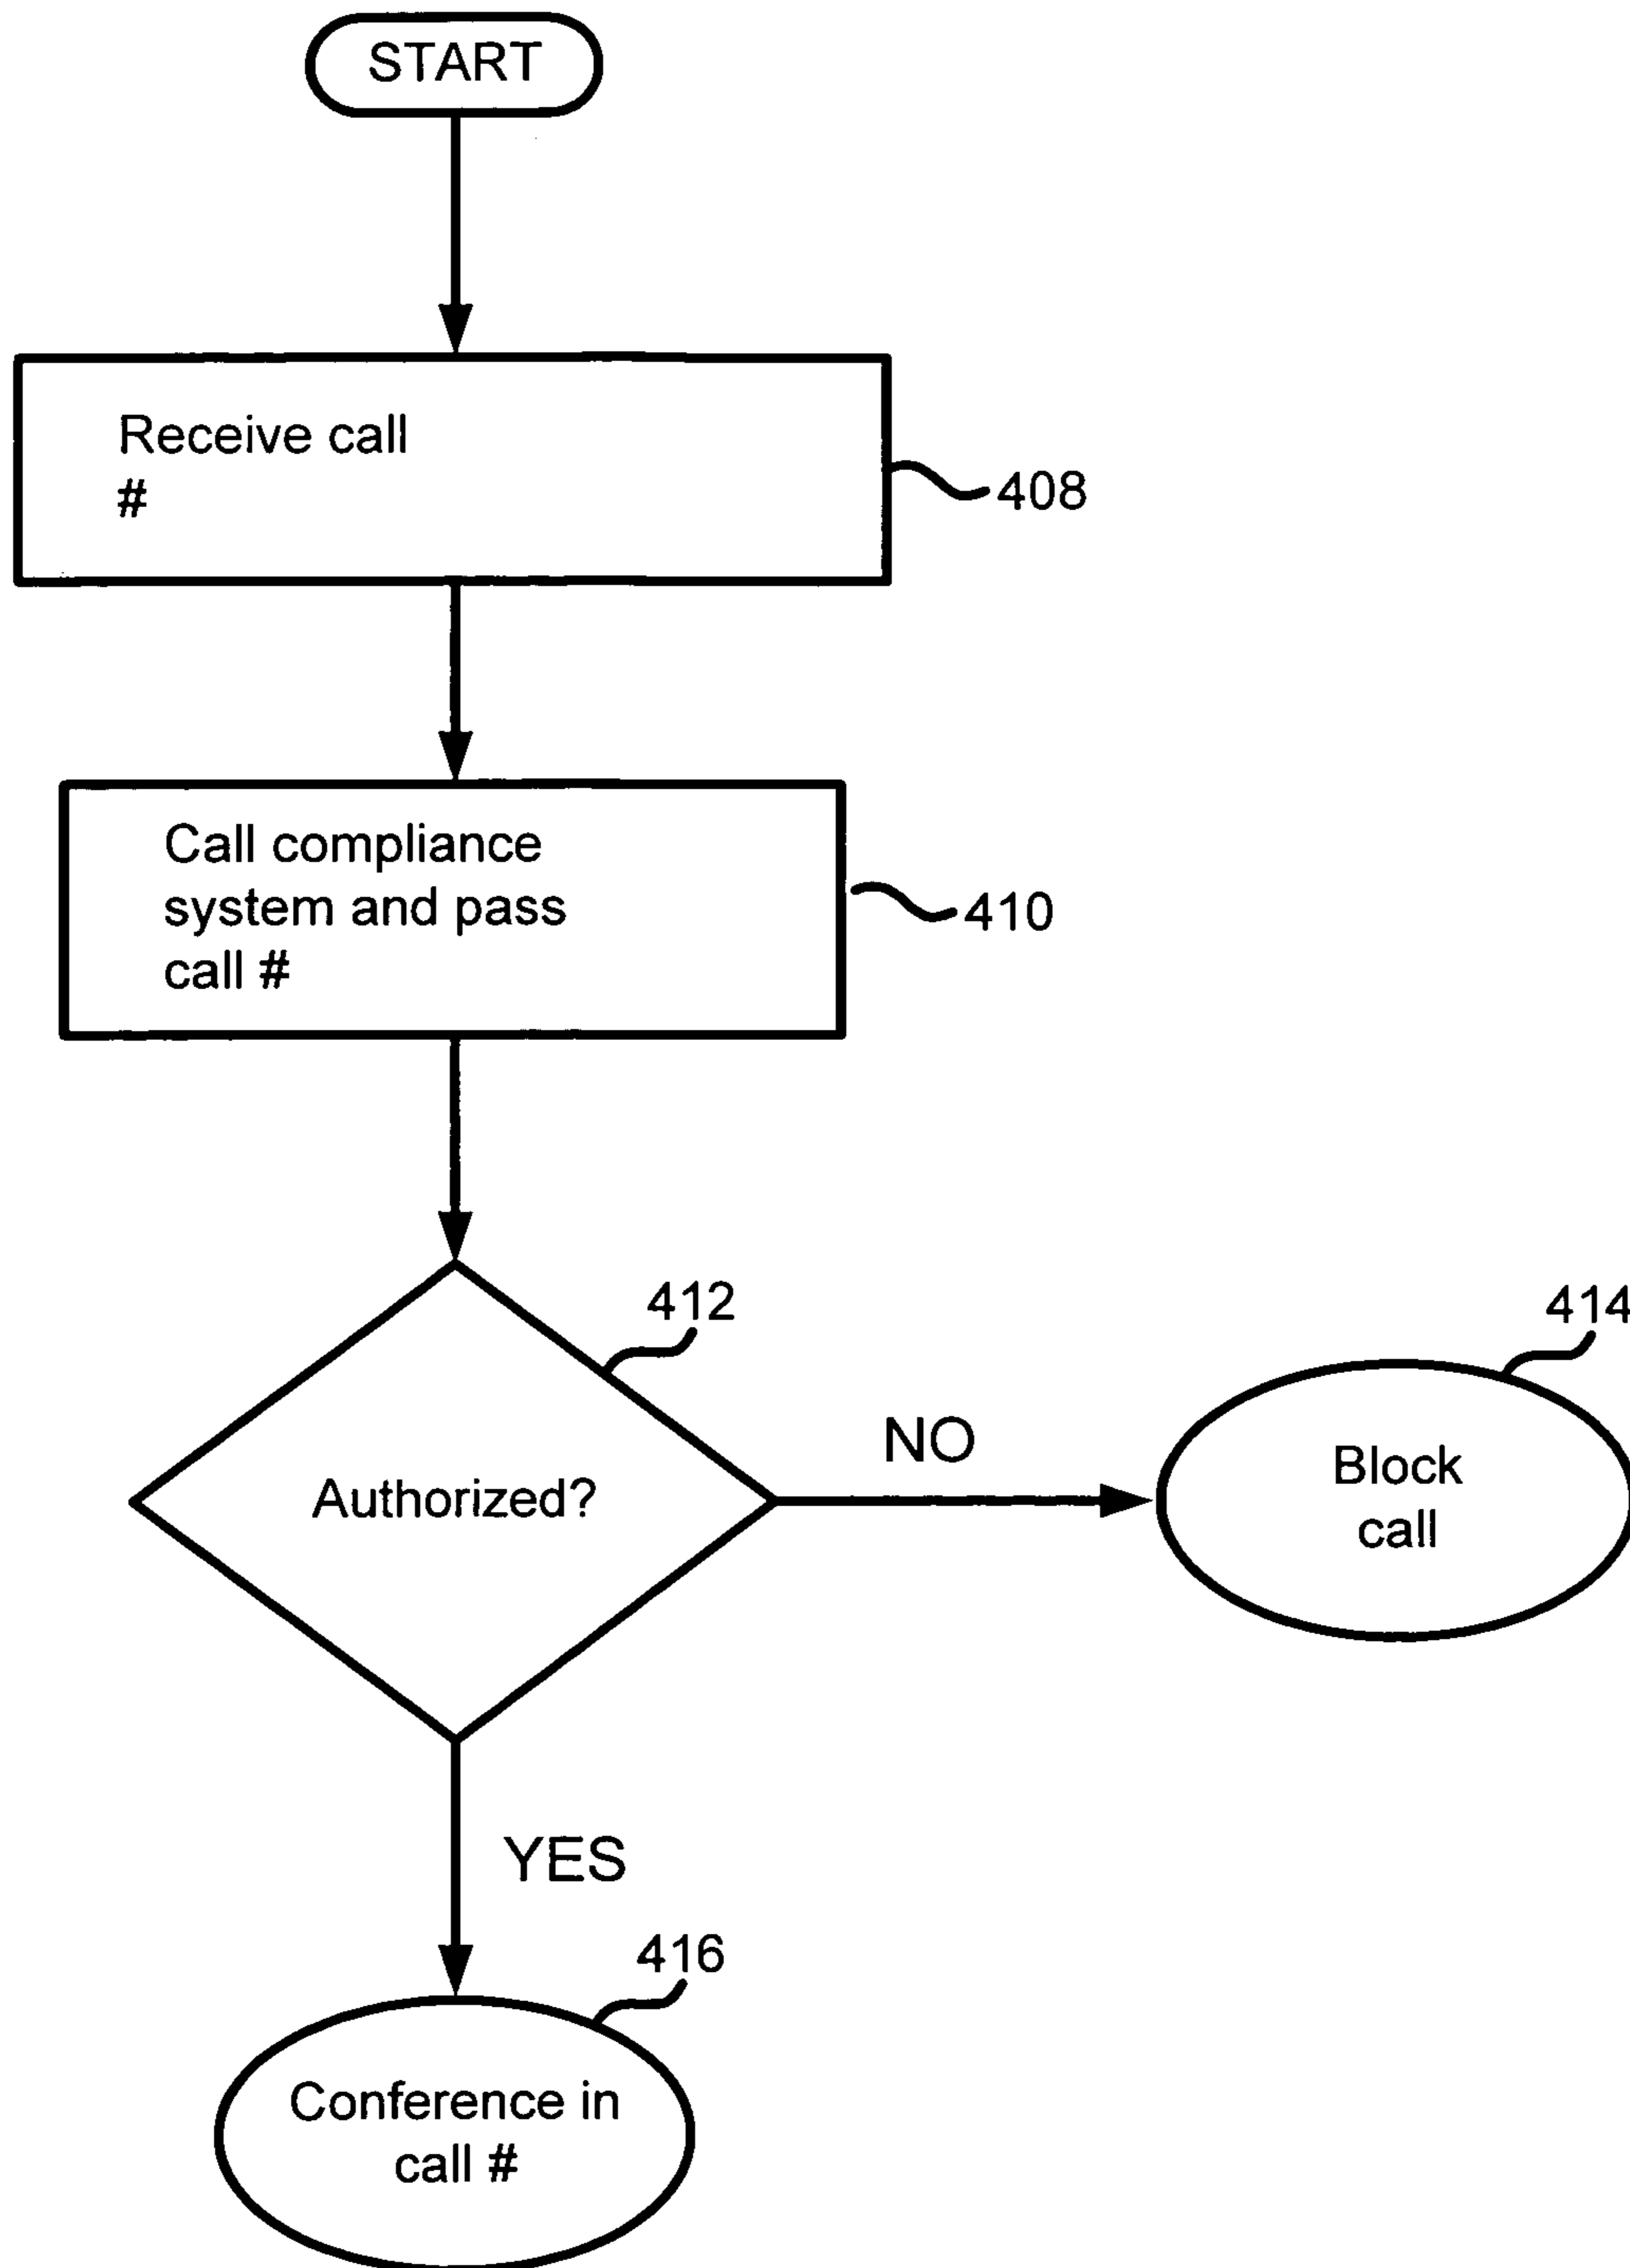 START
Receive call
#
408
Call compliance
system and pass
call #
410
412
Authorized?
NO
414
Block
call
YES
416
Conference in
call #